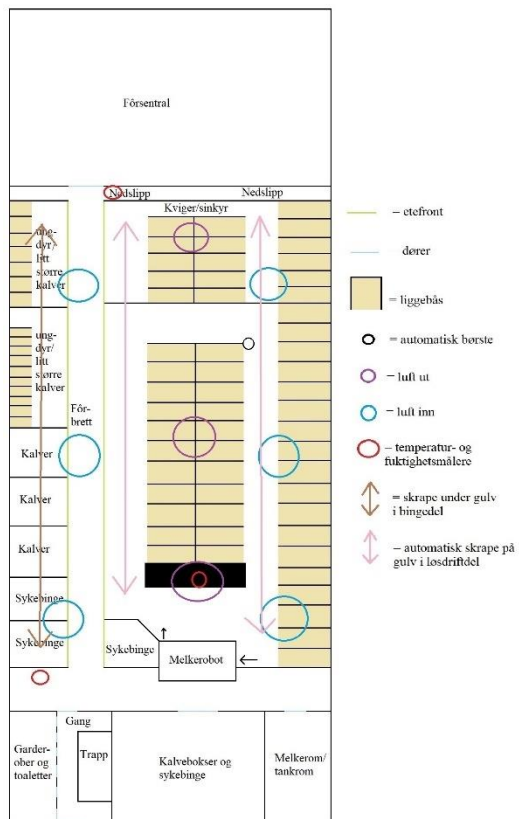 Fôrsentral
Nedslipp
Nedslipp
Kviger/sinkyr
ung-
dyr/
litt
større
kalver
ung-
dyr/
litt
større
kalver
Fôr-
brett
Kalver
Kalver
Kalver
Sykebinge
Sykebinge
Sykebinge
Melkerobot
Gang
Garder-
ober og
toaletter
Trapp
Kalvebokser og
sykebinge
Melkerom/
tankrom
– etefront
– dører
= liggebås
= automatisk børste
– luft ut
– luft inn
– temperatur- og
fuktighetsmålere
= skrape under gulv
i bingedel
– automatisk skrape på
gulv i løsdriftdel